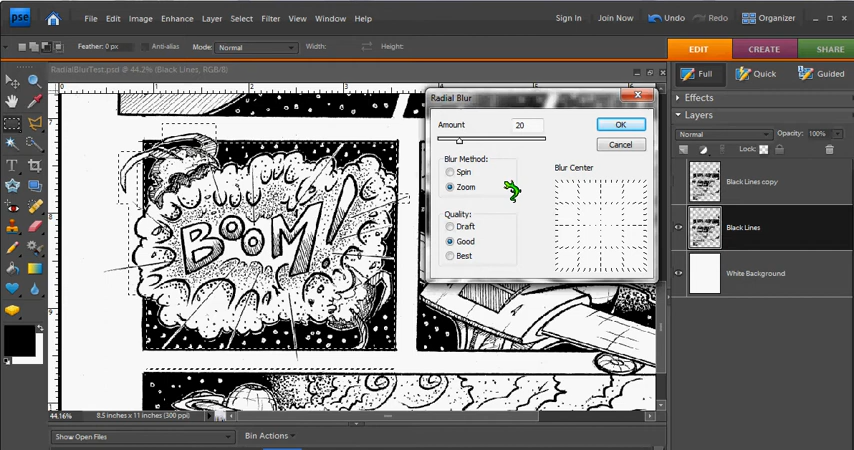 pse File Edit Image Enhance Layer Select Filter View Window Help Sign In Join Now Undo Redo Organizer
Feather: 0 px Anti-alias Mode: Normal Width: Height: EDIT CREATE SHARE
RadialBlurTest.psd @ 44.2% (Black Lines, RGB/8)
Full Quick Guided
Effects
Layers
Normal Opacity: 100%
Lock:
Black Lines copy
Black Lines
White Background
0 1 2 3
Radial Blur
Amount 20 OK
Cancel
Blur Method:
Spin
Zoom
Blur Center
Quality:
Draft
Good
Best
BOOM!
44.16% 8.5 inches x 11 inches (300 ppi)
Show Open Files Bin Actions